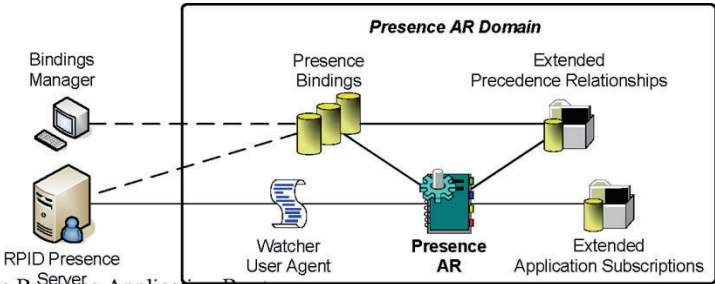 Presence AR Domain
Bindings
Manager
Presence
Bindings
Extended
Precedence Relationships
RPID Presence
Server
Watcher
User Agent
Presence
AR
Extended
Application Subscriptions